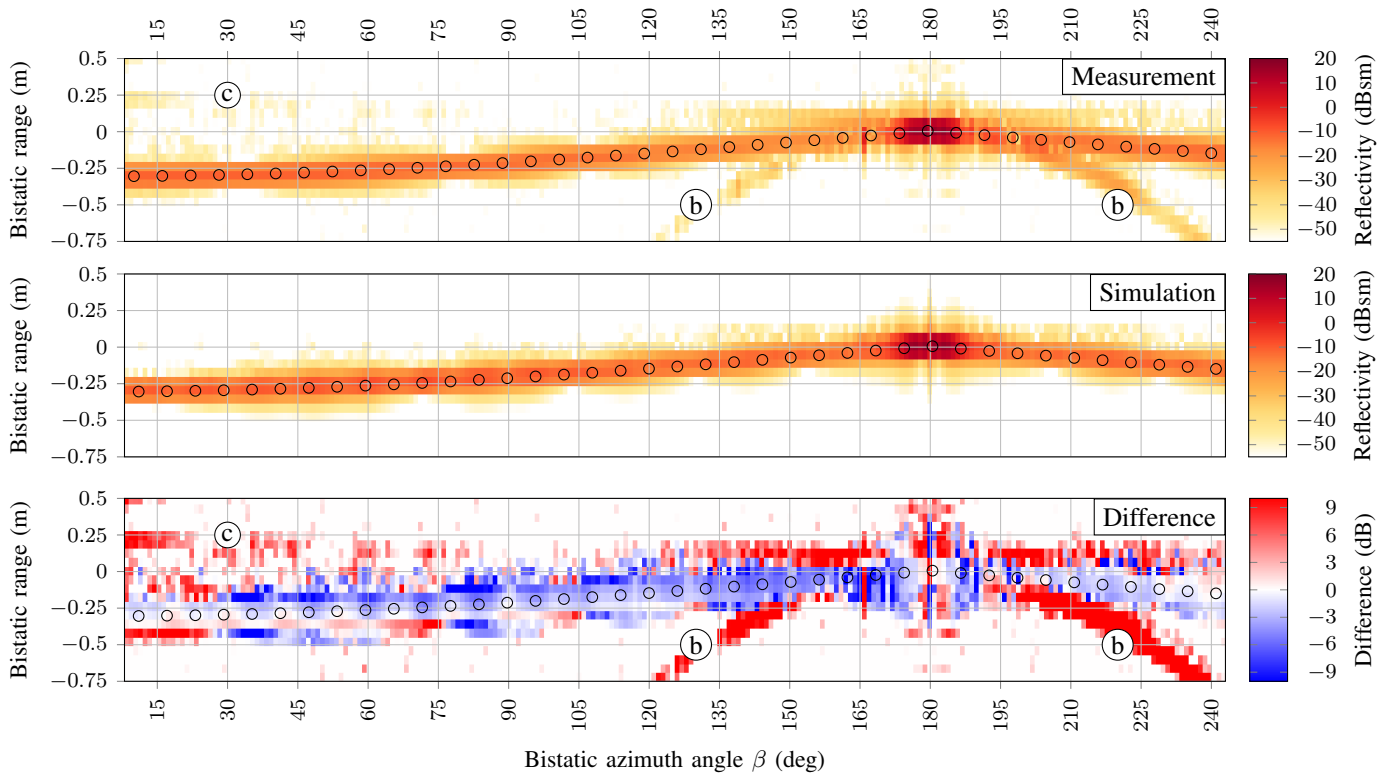 15 30 45 60 75 90 105 120 135 150 165 180 195 210 225 240
Bistatic range (m)
0.5
0.25
0
−0.25
−0.5
−0.75
Measurement
c
b
b
20
10
0
−10
−20
−30
−40
−50
Reflectivity (dBsm)
Bistatic range (m)
0.5
0.25
0
−0.25
−0.5
−0.75
Simulation
20
10
0
−10
−20
−30
−40
−50
Reflectivity (dBsm)
Bistatic range (m)
0.5
0.25
0
−0.25
−0.5
−0.75
Difference
c
b
b
9
6
3
0
−3
−6
−9
Difference (dB)
15 30 45 60 75 90 105 120 135 150 165 180 195 210 225 240
Bistatic azimuth angle β (deg)